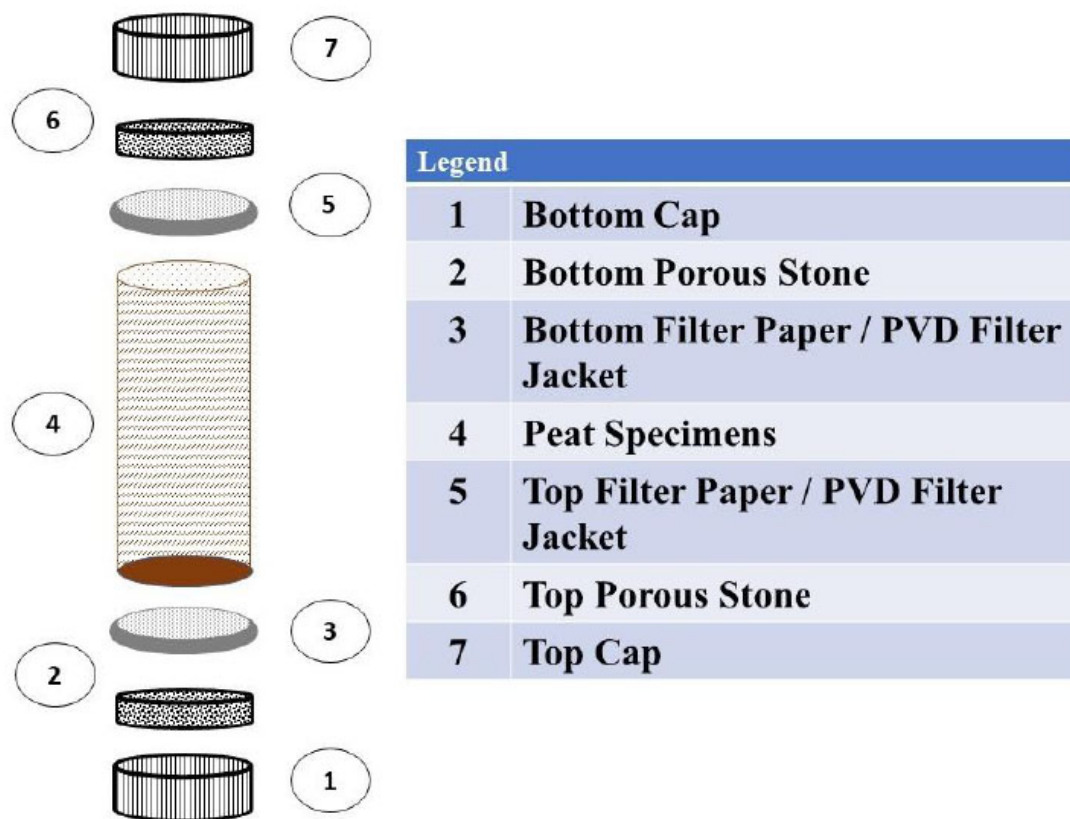 7
6
5
4
3
2
1
Legend
1 Bottom Cap
2 Bottom Porous Stone
3 Bottom Filter Paper / PVD Filter
Jacket
4 Peat Specimens
5 Top Filter Paper / PVD Filter
Jacket
6 Top Porous Stone
7 Top Cap